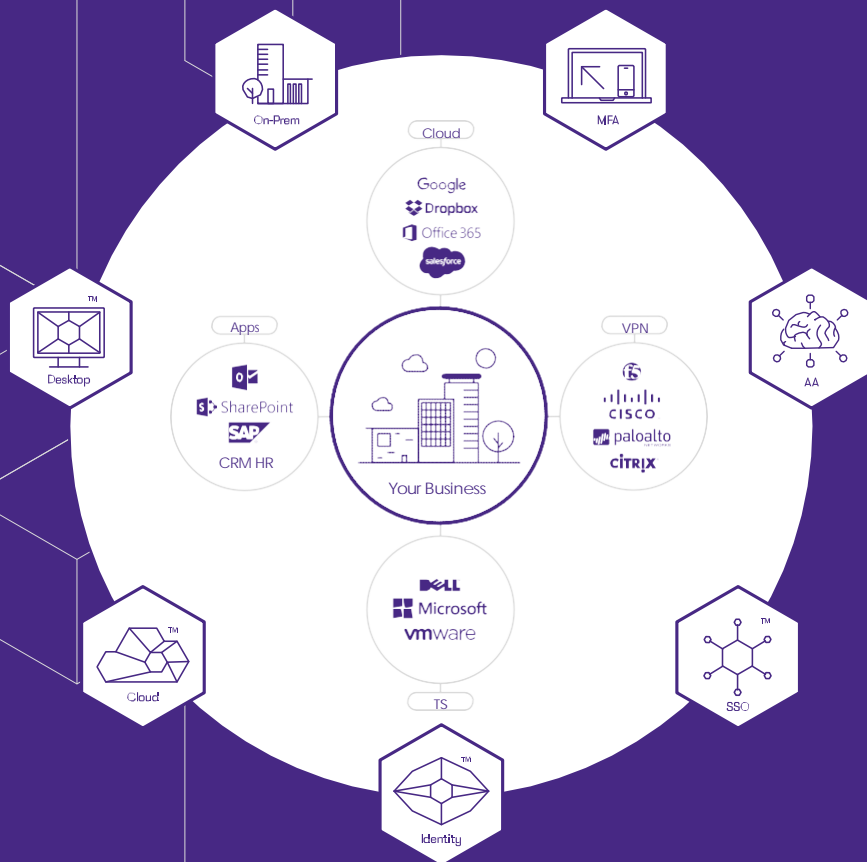 On-Prem
MFA
Cloud
Google
Dropbox
Office 365
salesforce
TM
Desktop
Apps
SharePoint
SAP
CRM HR
Your Business
VPN
f5
CISCO
paloalto
CITRIX
AA
DELL
Microsoft
vmware
TS
TM
Cloud
TM
SSO
TM
Identity